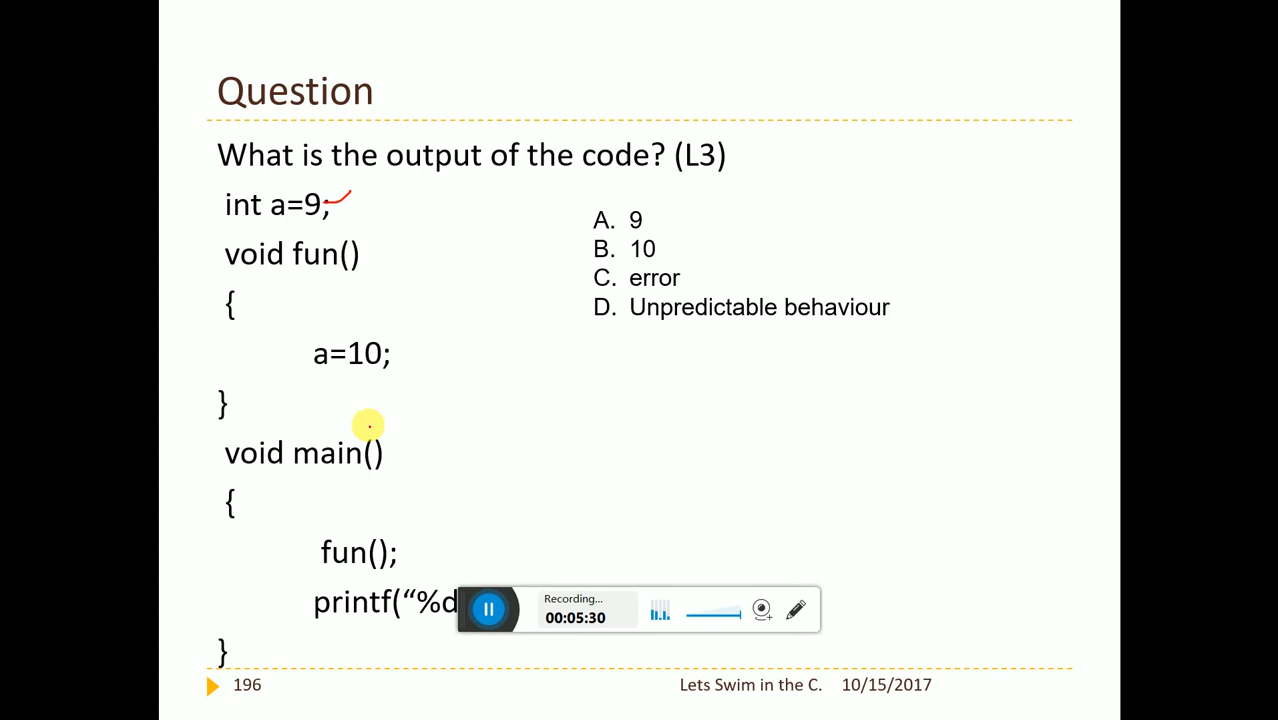 Question
What is the output of the code? (L3)
int a=9;
void fun()
{
a=10;
}
void main()
{
fun();
printf(“%d
}
A. 9
B. 10
C. error
D. Unpredictable behaviour
Recording...
00:05:30
196
Lets Swim in the C. 10/15/2017